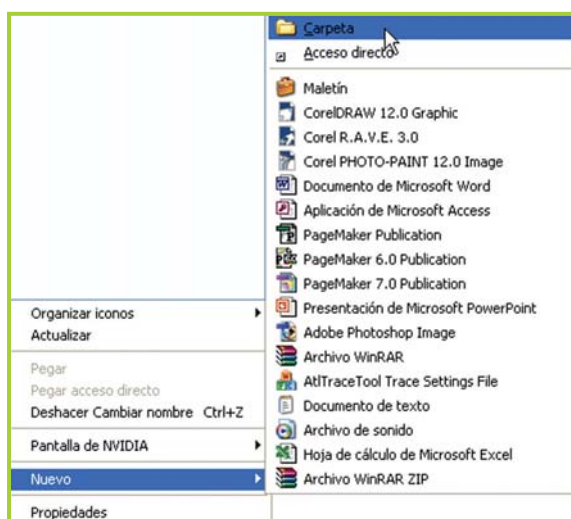 Carpeta
Acceso directo
Maletín
CorelDRAW 12.0 Graphic
Corel R.A.V.E. 3.0
Corel PHOTO-PAINT 12.0 Image
Documento de Microsoft Word
Aplicación de Microsoft Access
PageMaker Publication
PageMaker 6.0 Publication
PageMaker 7.0 Publication
Presentación de Microsoft PowerPoint
Adobe Photoshop Image
Archivo WinRAR
AtlTraceTool Trace Settings File
Documento de texto
Archivo de sonido
Hoja de cálculo de Microsoft Excel
Archivo WinRAR ZIP
Organizar iconos
Actualizar
Pegar
Pegar acceso directo
Deshacer Cambiar nombre Ctrl+Z
Pantalla de NVIDIA
Nuevo
Propiedades